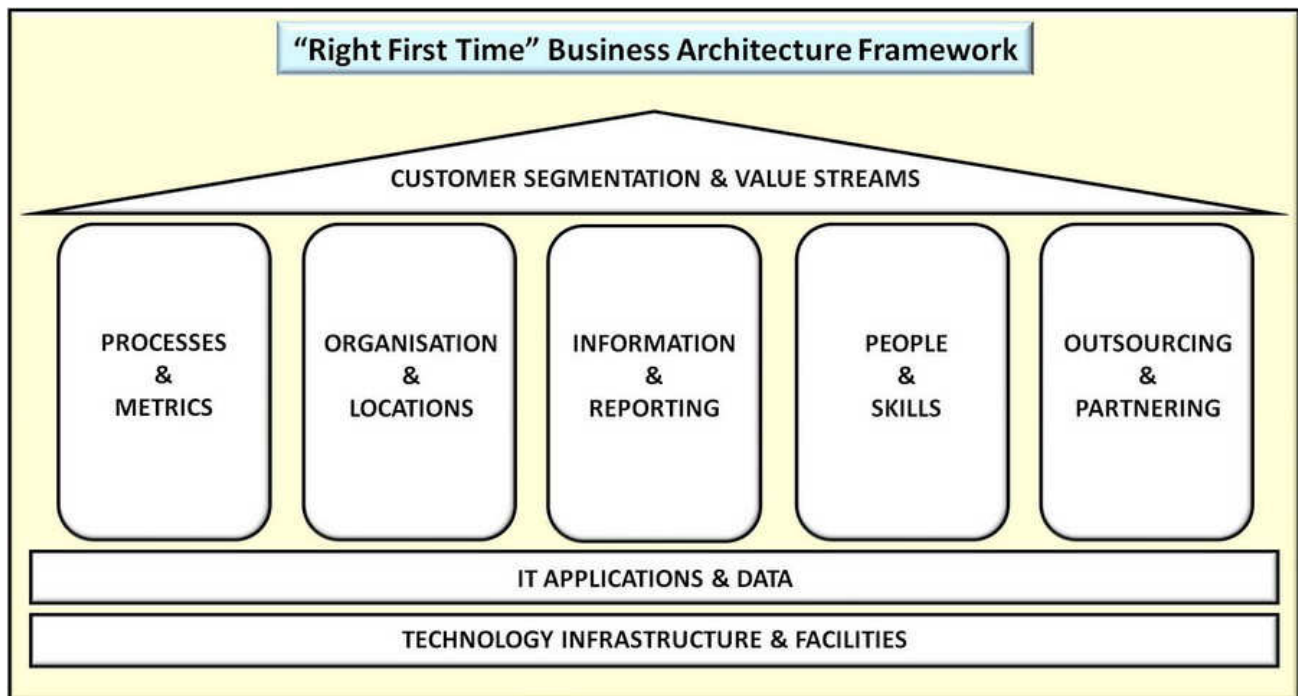 “Right First Time” Business Architecture Framework
CUSTOMER SEGMENTATION & VALUE STREAMS
PROCESSES
&
METRICS
ORGANISATION
&
LOCATIONS
INFORMATION
&
REPORTING
PEOPLE
&
SKILLS
OUTSOURCING
&
PARTNERING
IT APPLICATIONS & DATA
TECHNOLOGY INFRASTRUCTURE & FACILITIES